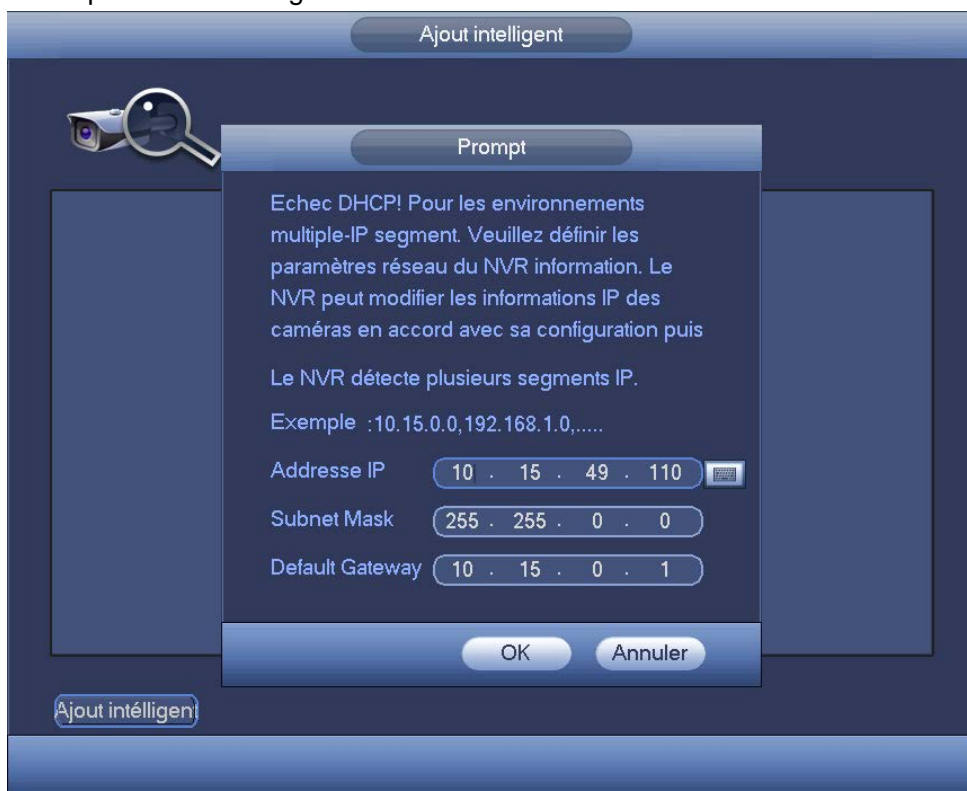 Ajout intelligent
Prompt
Echec DHCP! Pour les environnements
multiple-IP segment. Veuillez définir les
paramètres réseau du NVR information. Le
NVR peut modifier les informations IP des
caméras en accord avec sa configuration puis
Le NVR détecte plusieurs segments IP.
Exemple :10.15.0.0,192.168.1.0,.....
Addresse IP 10 . 15 . 49 . 110
Subnet Mask 255 . 255 . 0 . 0
Default Gateway 10 . 15 . 0 . 1
OK Annuler
Ajout intélligent